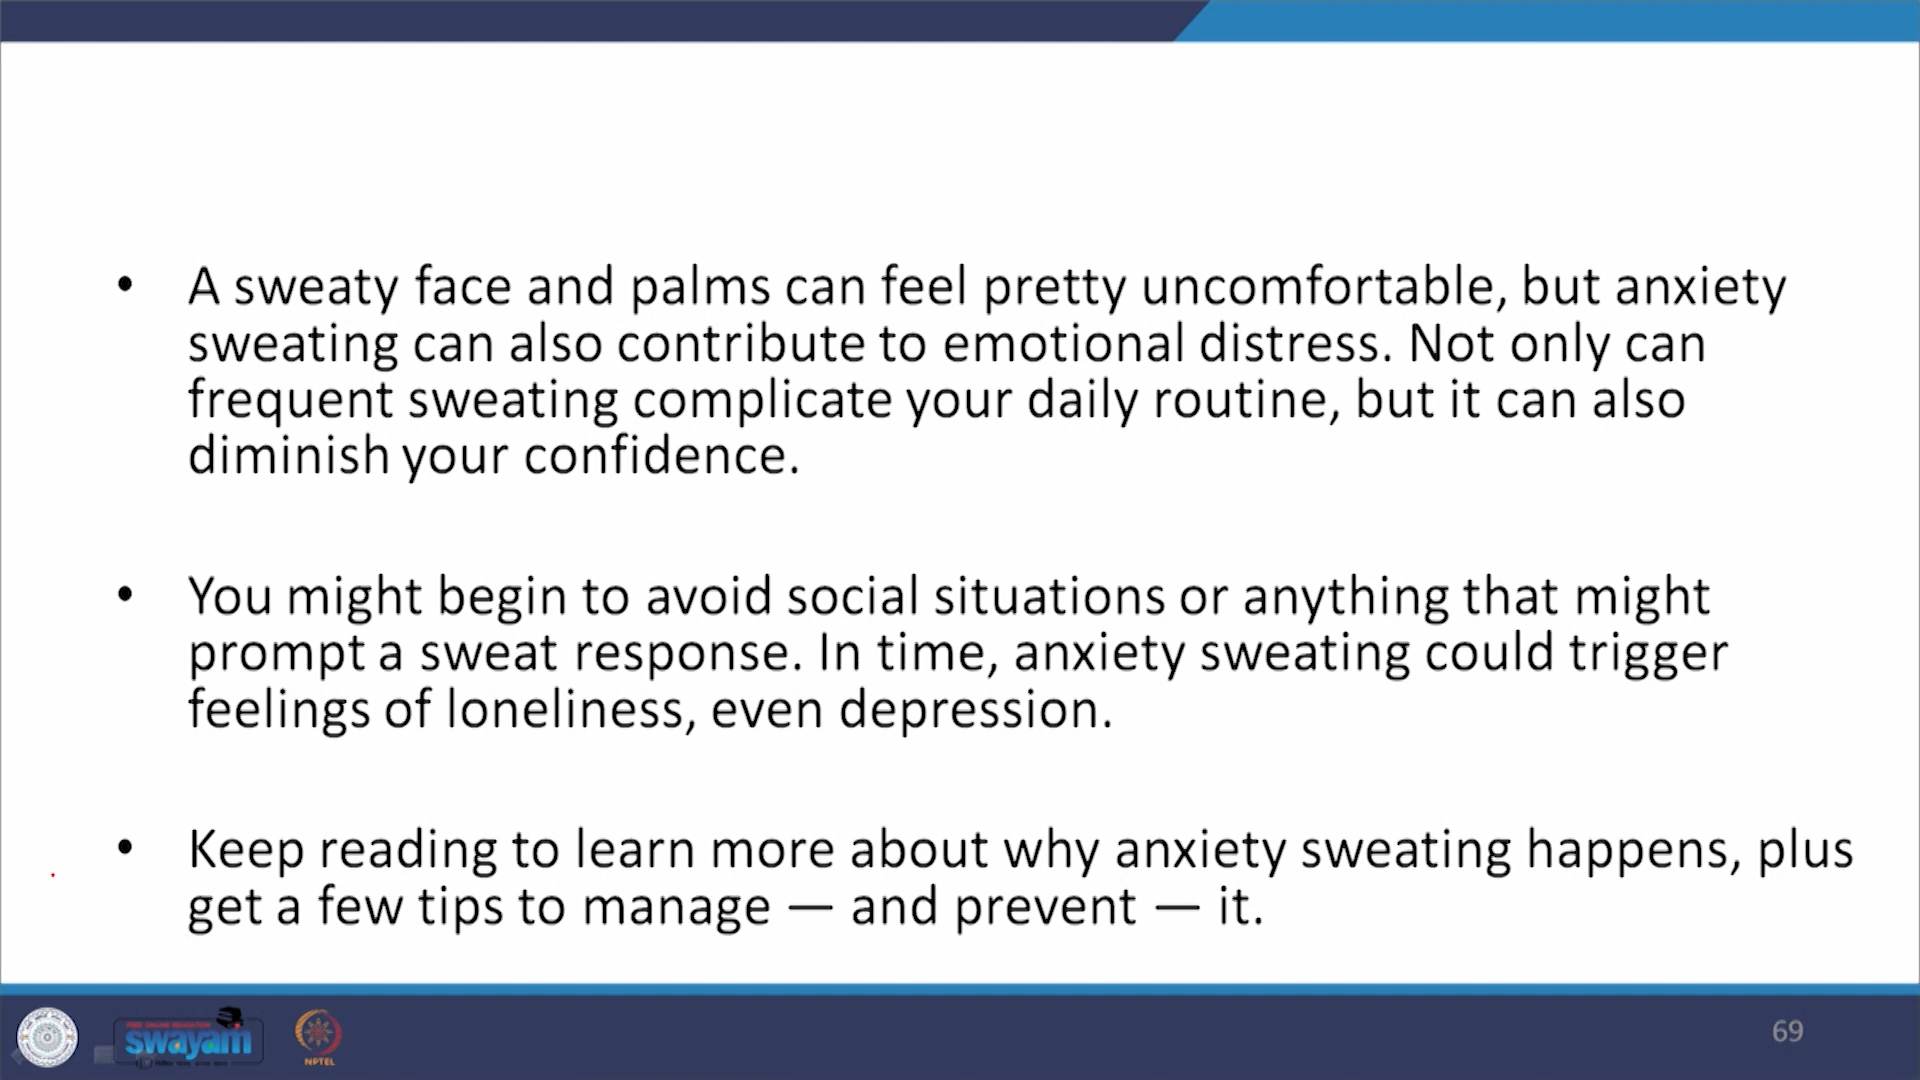 • A sweaty face and palms can feel pretty uncomfortable, but anxiety
sweating can also contribute to emotional distress. Not only can
frequent sweating complicate your daily routine, but it can also
diminish your confidence.
• You might begin to avoid social situations or anything that might
prompt a sweat response. In time, anxiety sweating could trigger
feelings of loneliness, even depression.
• Keep reading to learn more about why anxiety sweating happens, plus
get a few tips to manage — and prevent — it.
FREE ONLINE EDUCATION
swayam
NPTEL
69